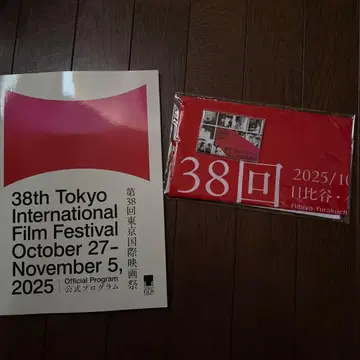 38th Tokyo
International
Film Festival
October 27–
November 5,
2025
Official Program
公式プログラム
第38回東京国際映画祭
38回
2025/10
日比谷・
Hibiya-Yurakuch